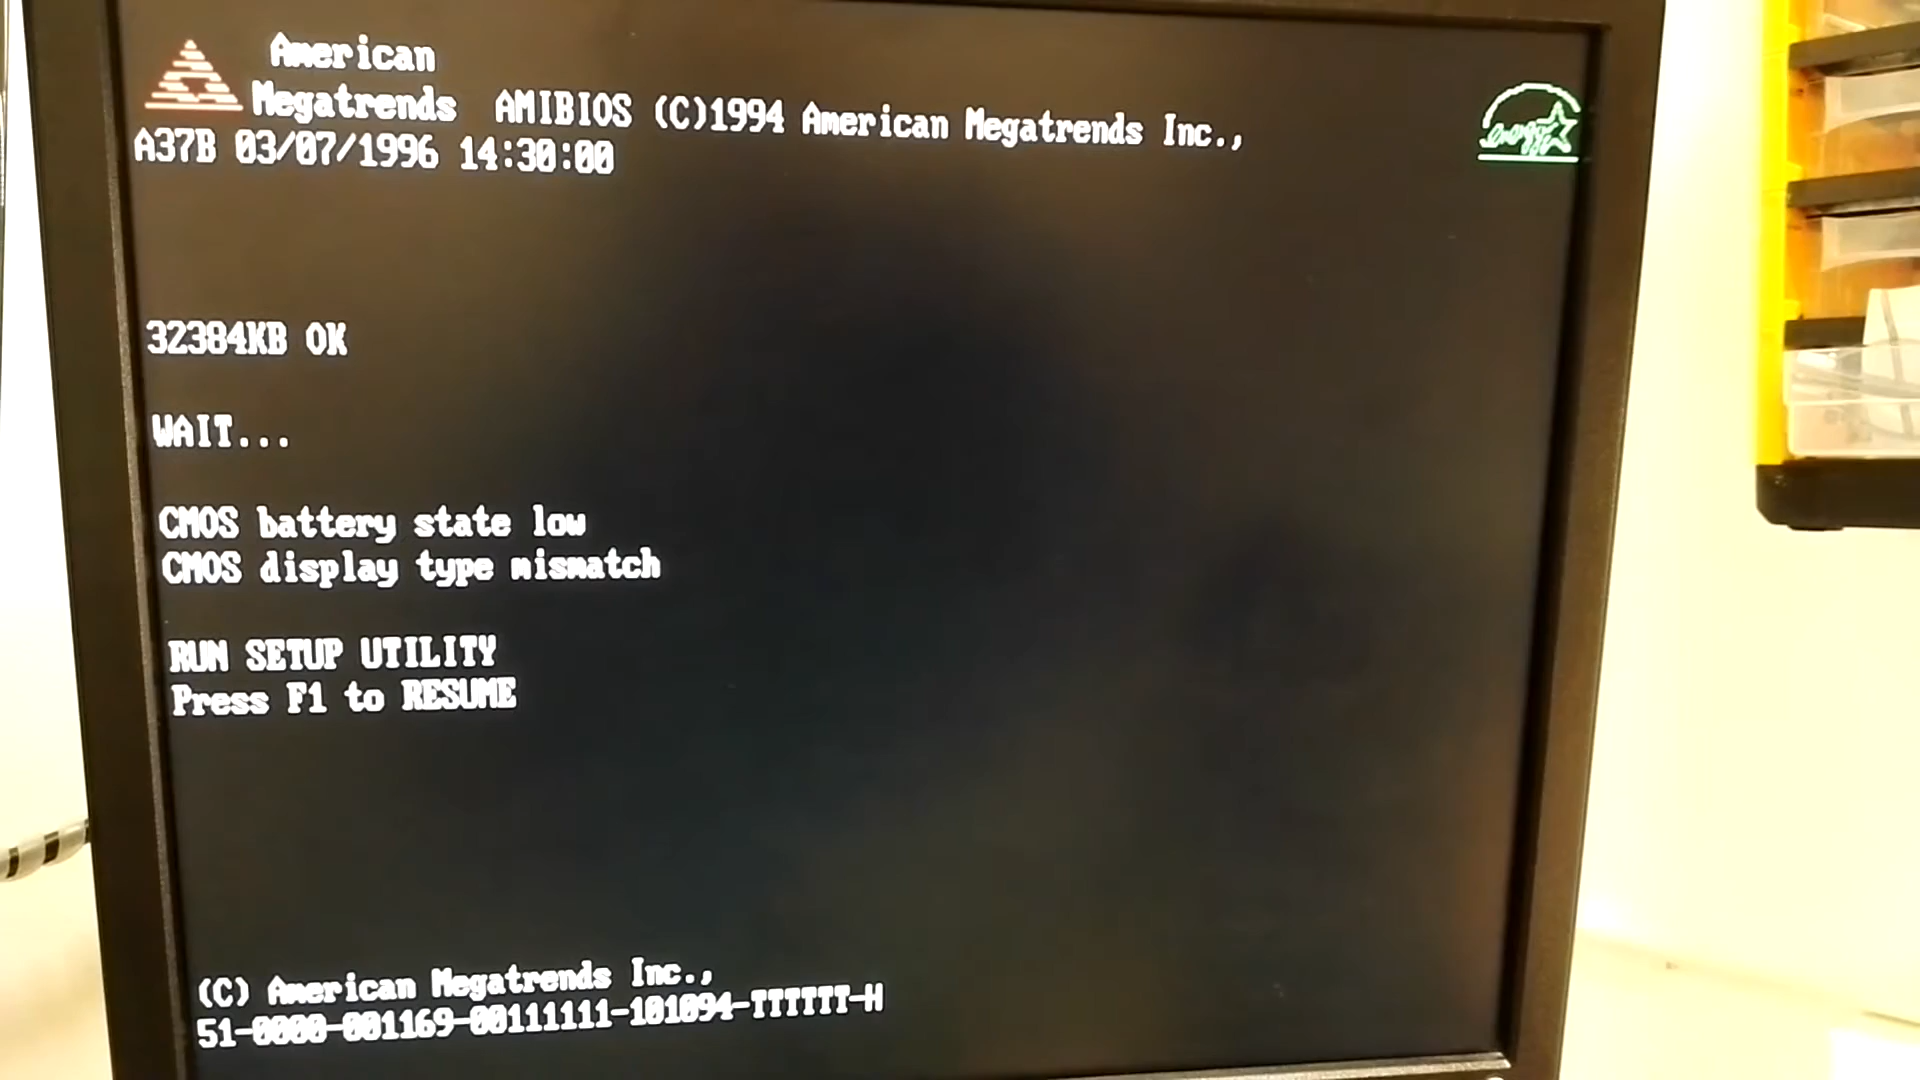 American
Megatrends AMIBIOS (C)1994 American Megatrends Inc.,
A37B 03/07/1996 14:30:00
energy
32384KB OK
WAIT...
CMOS battery state low
CMOS display type mismatch
RUN SETUP UTILITY
Press F1 to RESUME
(C) American Megatrends Inc.,
51-0000-001169-00111111-101094-TTTTTT-H